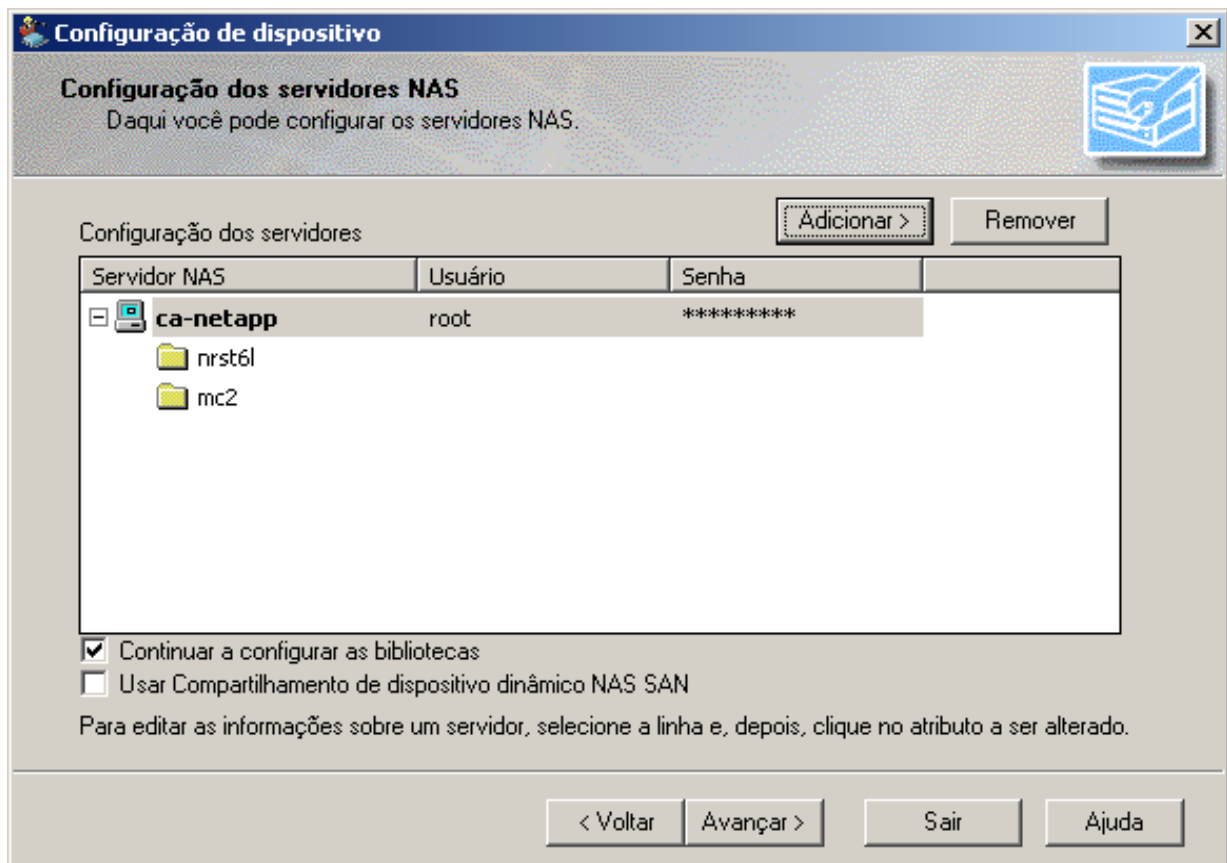 Configuração de dispositivo
Configuração dos servidores NAS
Daqui você pode configurar os servidores NAS.
Adicionar > Remover
Configuração dos servidores
Servidor NAS Usuário Senha
ca-netapp root *********
nrst6l
mc2
Continuar a configurar as bibliotecas
Usar Compartilhamento de dispositivo dinâmico NAS SAN
Para editar as informações sobre um servidor, selecione a linha e, depois, clique no atributo a ser alterado.
< Voltar Avançar > Sair Ajuda